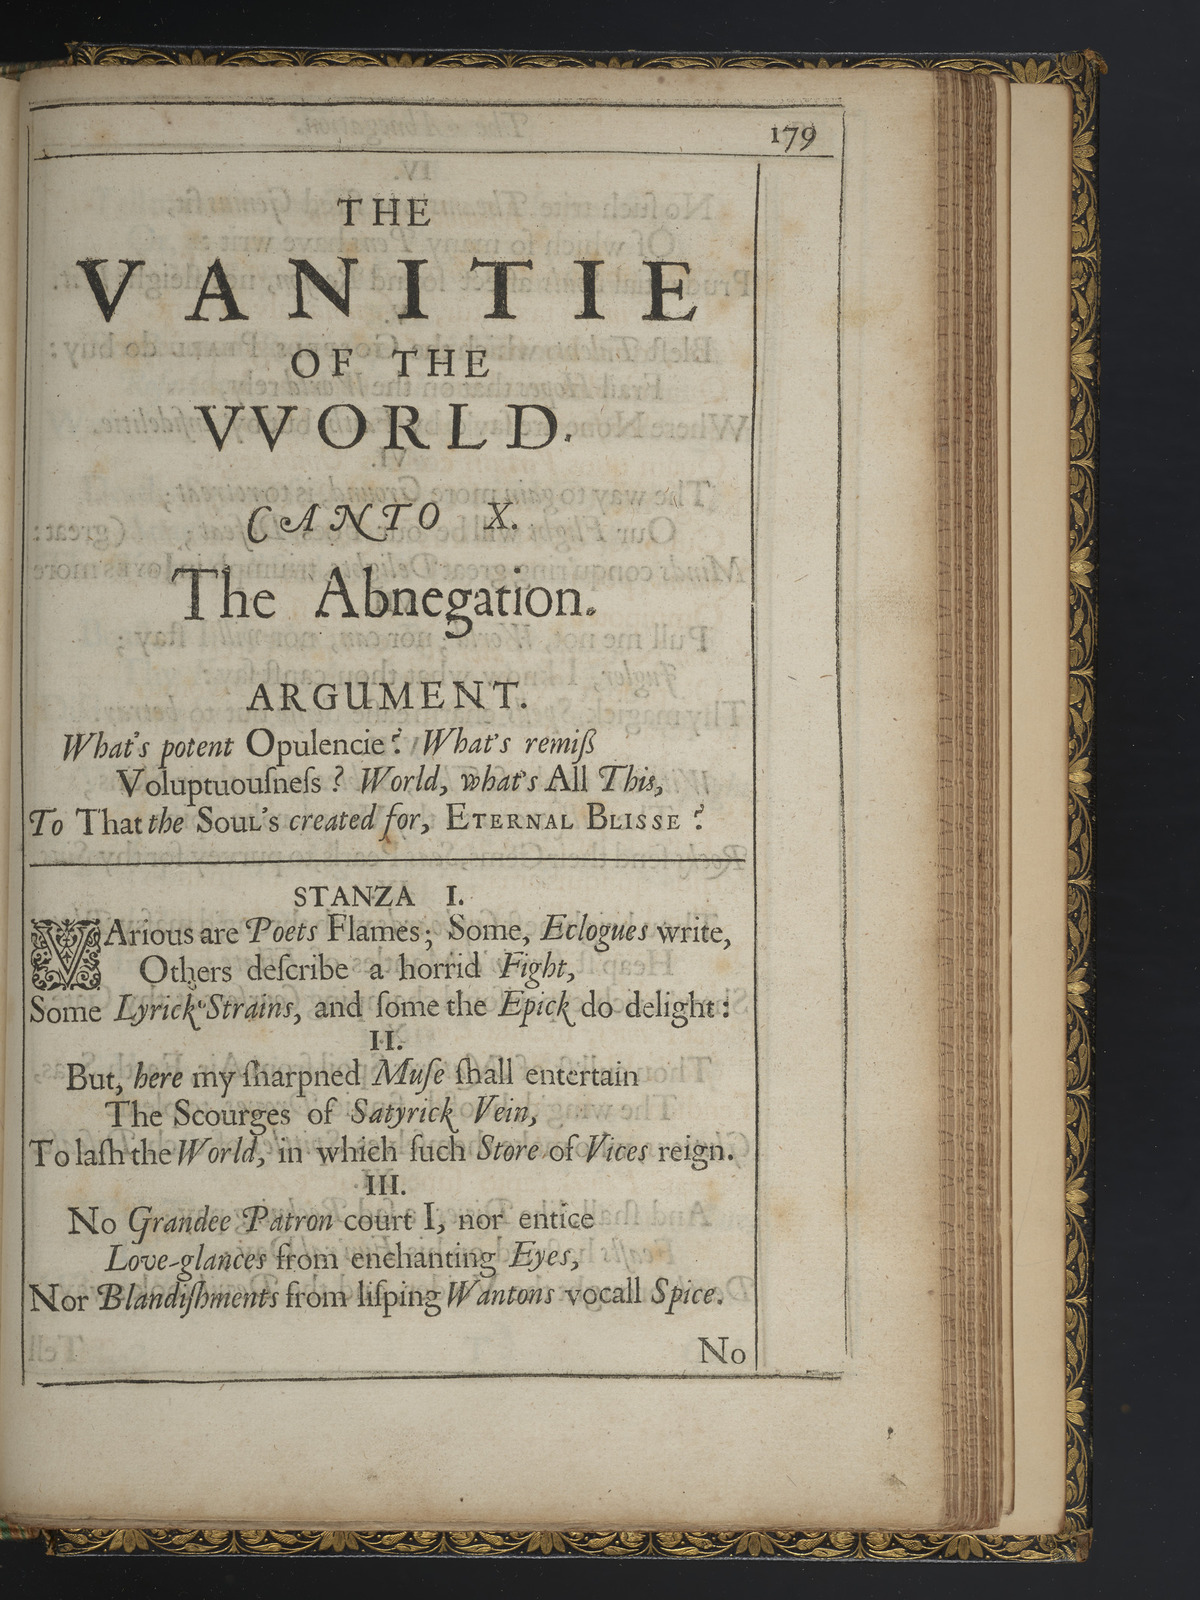 179
THE
VANITIE
OF THE
VVORLD.
CANTO X.
The Abnegation.
ARGUMENT.
What's potent Opulencie? What's remiß
Voluptuouſneſs? World, what's All This,
To That the Soul's created for, Eternal Blisse?
STANZA I.
VArious are Poets Flames; Some, Eclogues write,
Others deſcribe a horrid Fight,
Some Lyrick Strains, and ſome the Epick do delight:
II.
But, here my ſharpned Muſe ſhall entertain
The Scourges of Satyrick Vein,
To laſh the World, in which ſuch Store of Vices reign.
III.
No Grandee Patron court I, nor entice
Love-glances from enchanting Eyes,
Nor Blandiſhments from liſping Wantons vocall Spice.
No